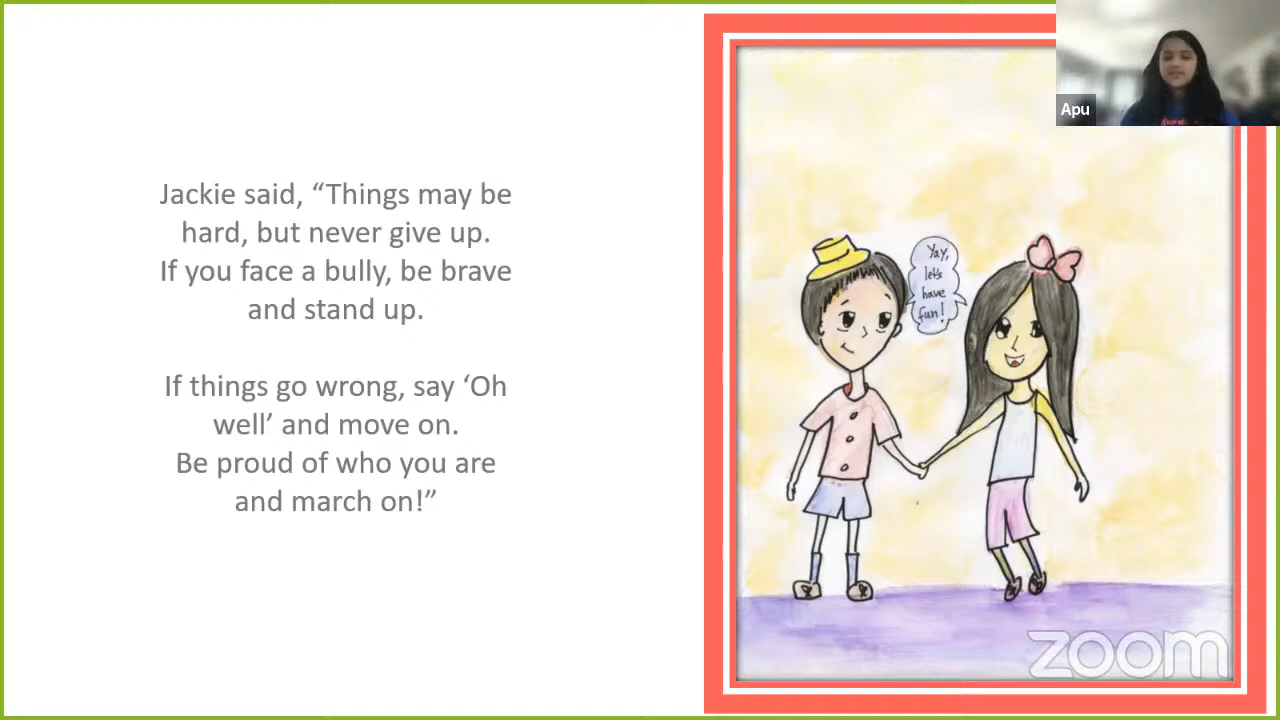 Jackie said, “Things may be
hard, but never give up.
If you face a bully, be brave
and stand up.
If things go wrong, say ‘Oh
well’ and move on.
Be proud of who you are
and march on!”
Yay,
let's
have
fun!
Apu
zoom